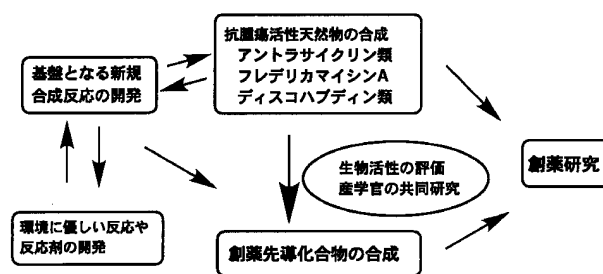 抗腫瘍活性天然物の合成
アントラサイクリン類
フレデリカマイシンA
ディスコハブディン類
基盤となる新規
合成反応の開発
生物活性の評価
産学官の共同研究
創薬研究
環境に優しい反応や
反応剤の開発
創薬先導化合物の合成